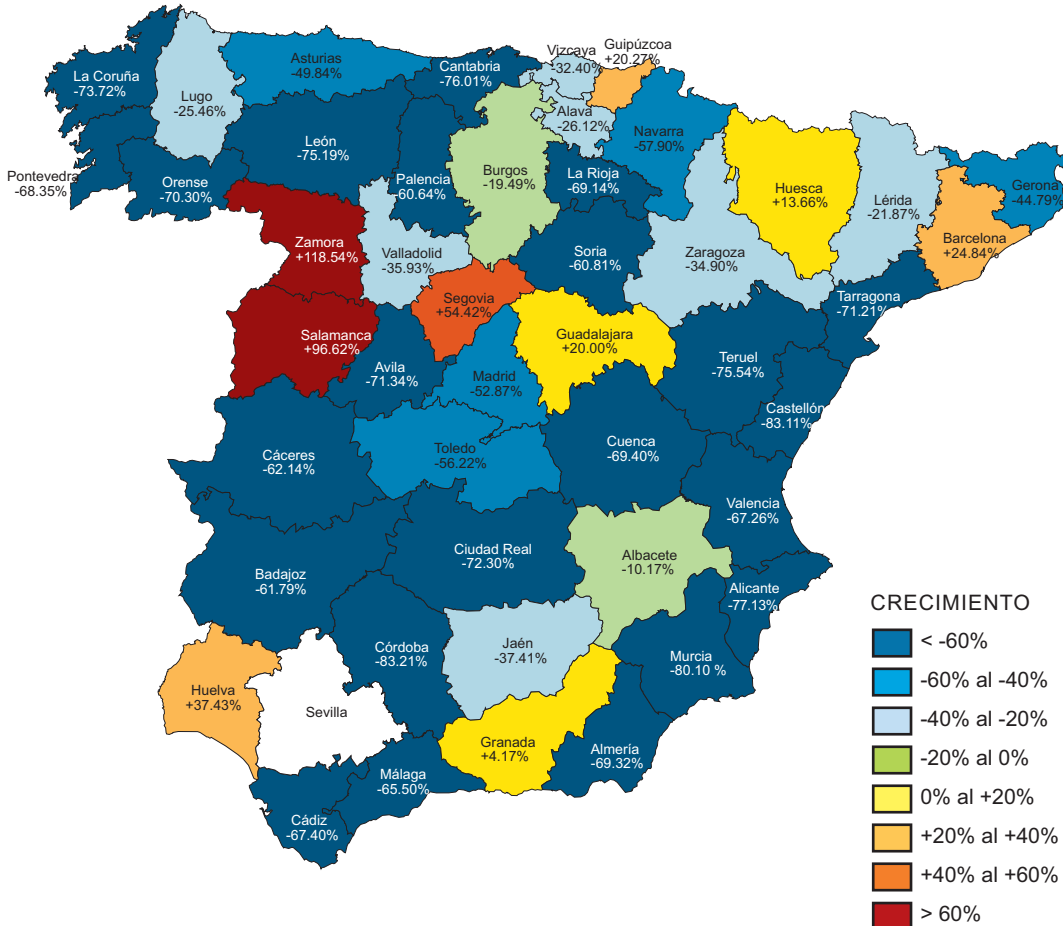 Vizcaya
-32.40%
Guipúzcoa
+20.27%
Asturias
-49.84%
Cantabria
-76.01%
La Coruña
-73.72%
Lugo
-25.46%
Alava
-26.12%
León
-75.19%
Navarra
-57.90%
Pontevedra
-68.35%
Orense
-70.30%
Palencia
-60.64%
Burgos
-19.49%
La Rioja
-69.14%
Huesca
+13.66%
Lérida
-21.87%
Gerona
-44.79%
Barcelona
+24.84%
Zamora
+118.54%
Valladolid
-35.93%
Soria
-60.81%
Zaragoza
-34.90%
Tarragona
-71.21%
Segovia
+54.42%
Salamanca
+96.62%
Guadalajara
+20.00%
Avila
-71.34%
Madrid
-52.87%
Teruel
-75.54%
Castellón
-83.11%
Cáceres
-62.14%
Toledo
-56.22%
Cuenca
-69.40%
Valencia
-67.26%
Ciudad Real
-72.30%
Albacete
-10.17%
Badajoz
-61.79%
Alicante
-77.13%
Córdoba
-83.21%
Jaén
-37.41%
Murcia
-80.10 %
Huelva
+37.43%
Sevilla
Granada
+4.17%
Almería
-69.32%
Málaga
-65.50%
Cádiz
-67.40%
CRECIMIENTO
< -60%
-60% al -40%
-40% al -20%
-20% al 0%
0% al +20%
+20% al +40%
+40% al +60%
> 60%